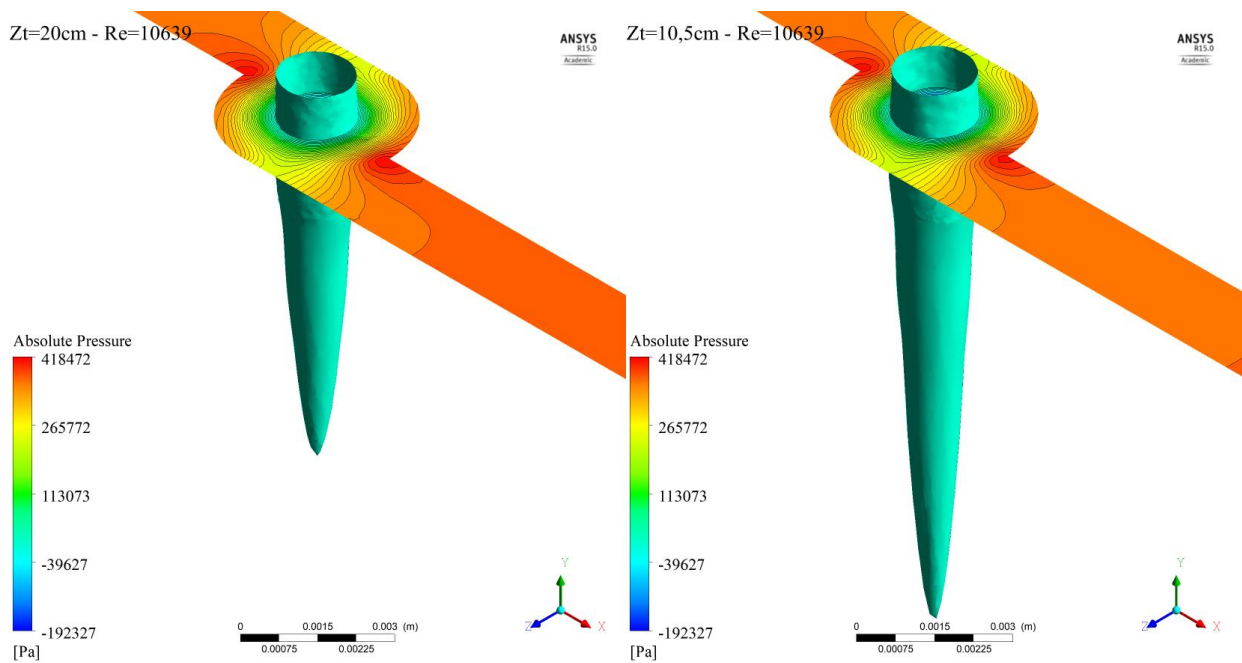 Zt=20cm - Re=10639
ANSYS
R15.0
Academic
Absolute Pressure
418472
265772
113073
-39627
-192327
[Pa]
0 0.0015 0.003 (m)
0.00075 0.00225
Y
Z X
Zt=10,5cm - Re=10639
ANSYS
R15.0
Academic
Absolute Pressure
418472
265772
113073
-39627
-192327
[Pa]
0 0.0015 0.003 (m)
0.00075 0.00225
Y
Z X